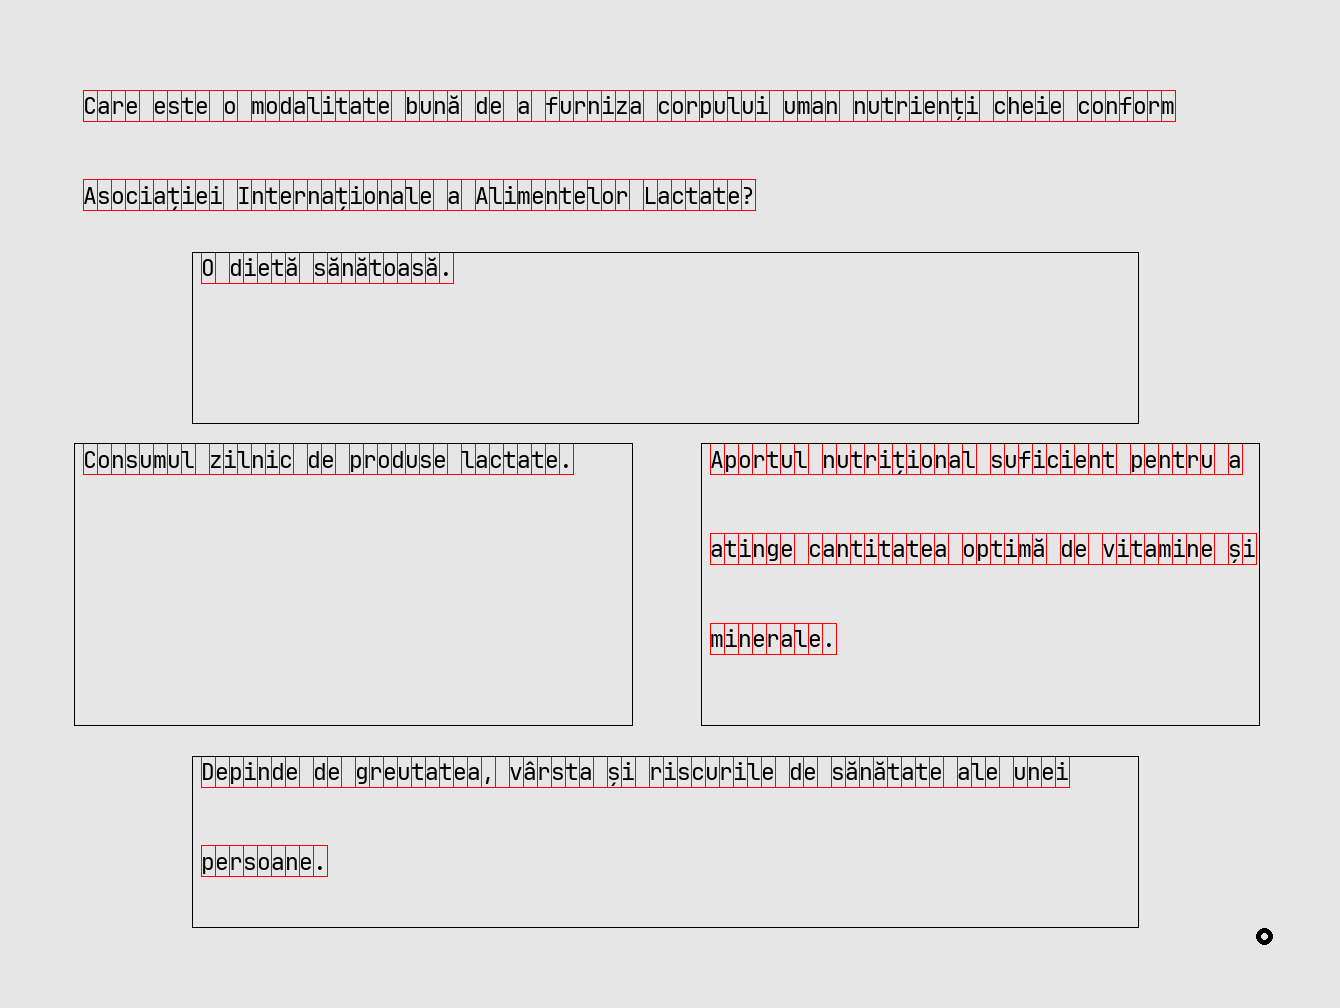 Care este o modalitate bună de a furniza corpului uman nutrienți cheie conform
Asociației Internaționale a Alimentelor Lactate?
O dietă sănătoasă.
Consumul zilnic de produse lactate.
Aportul nutrițional suficient pentru a
atinge cantitatea optimă de vitamine și
minerale.
Depinde de greutatea, vârsta și riscurile de sănătate ale unei
persoane.